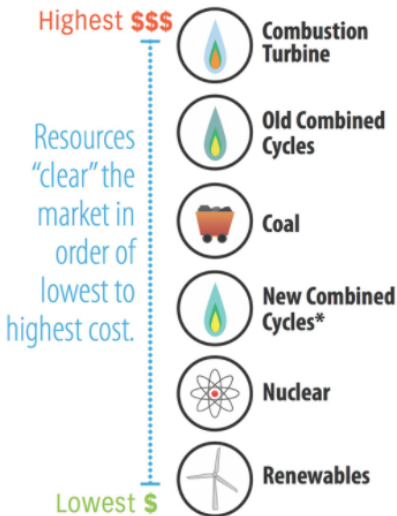 Highest $$$
Combustion
Turbine
Old Combined
Cycles
Resources
“clear” the
market in
order of
lowest to
highest cost.
Coal
New Combined
Cycles*
Nuclear
Renewables
Lowest $